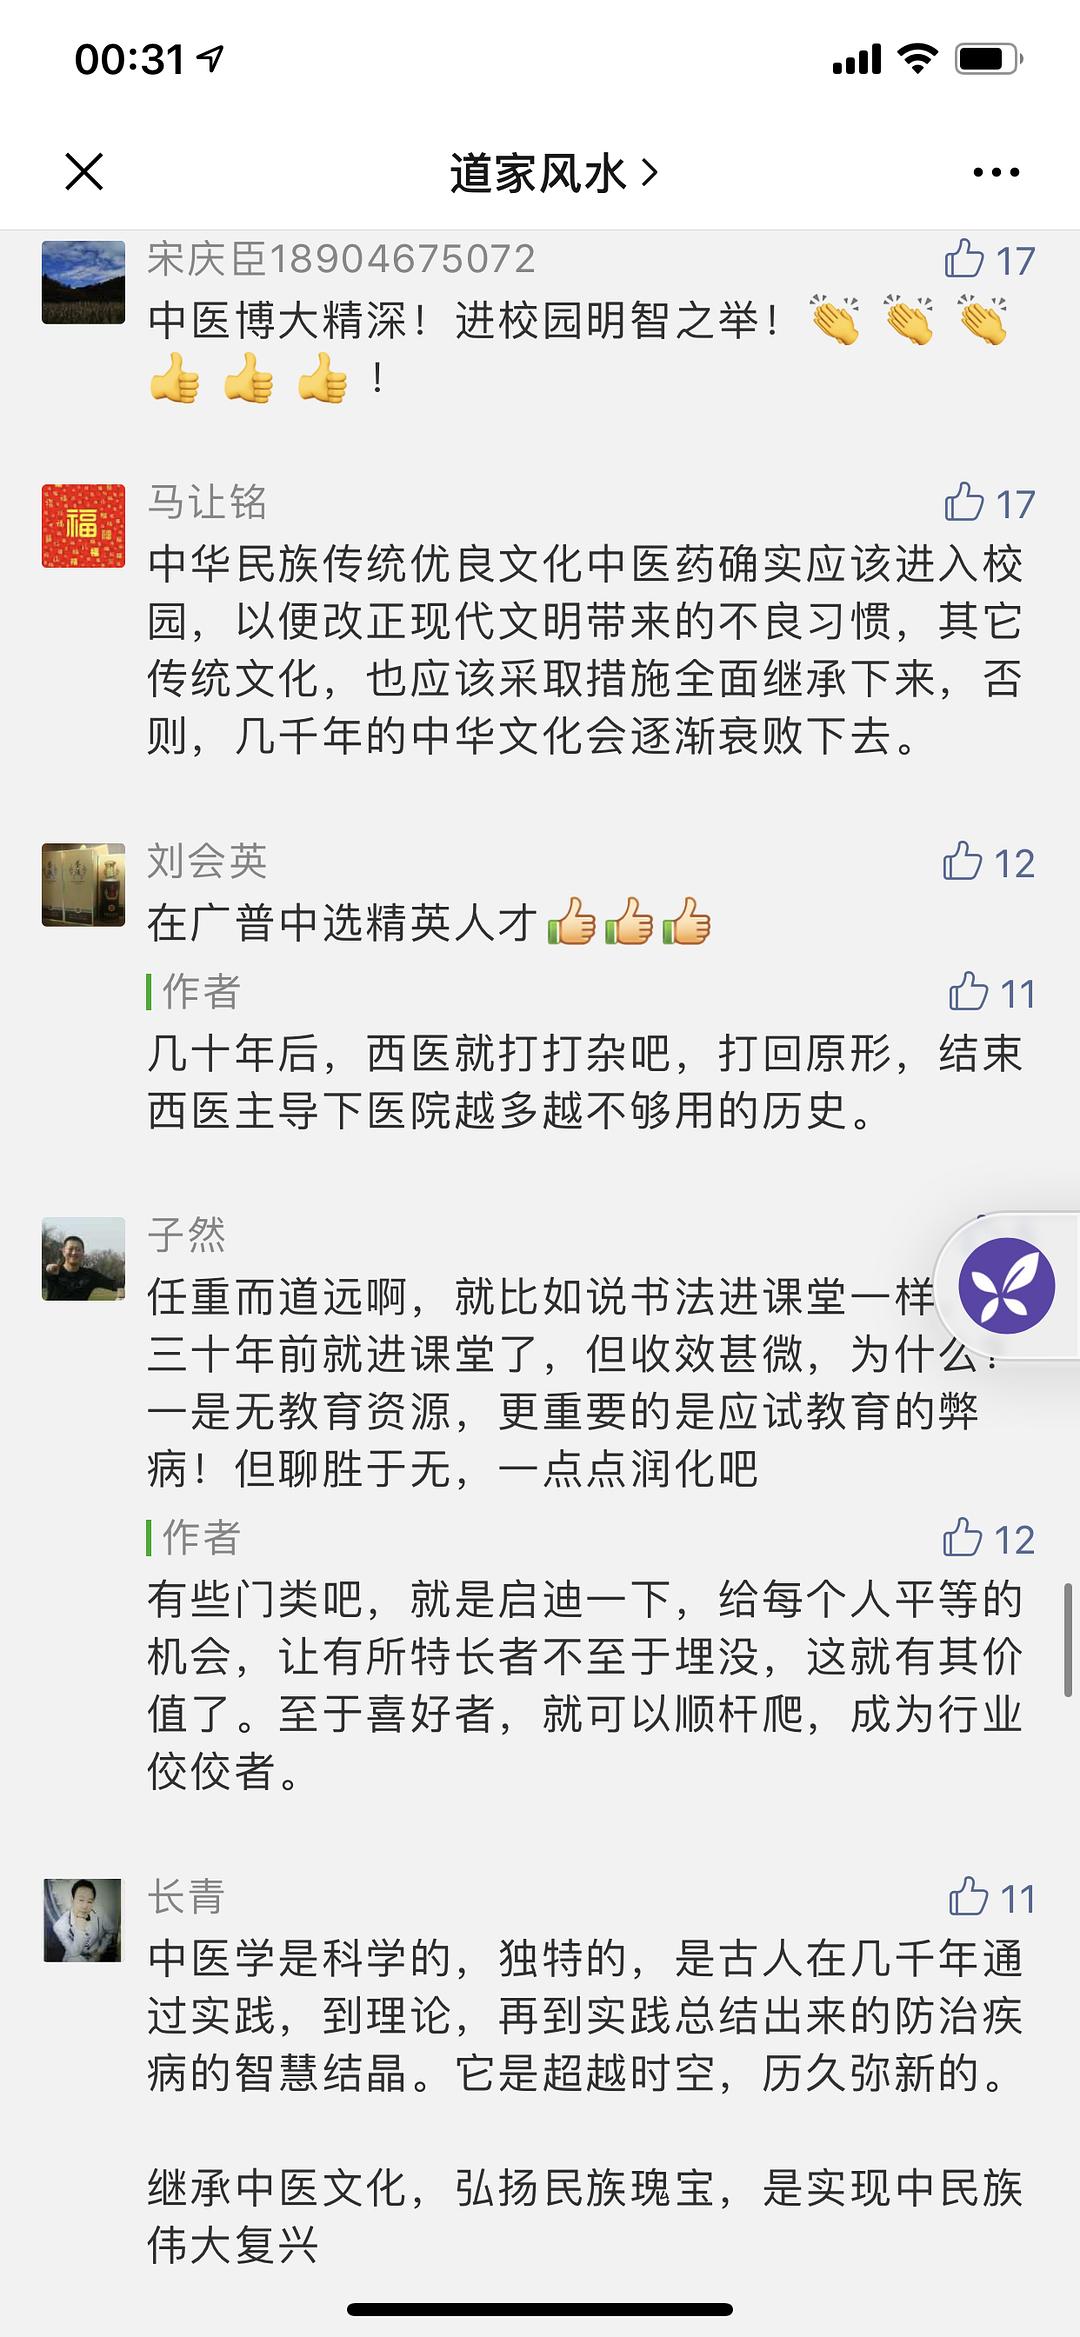 00:31
道家风水
宋庆臣18904675072
17
中医博大精深！进校园明智之举！👏👏👏
👍👍👍！
马让铭
17
中华民族传统优良文化中医药确实应该进入校
园，以便改正现代文明带来的不良习惯，其它
传统文化，也应该采取措施全面继承下来，否
则，几千年的中华文化会逐渐衰败下去。
福
刘会英
12
在广普中选精英人才👍👍👍
作者
11
几十年后，西医就打打杂吧，打回原形，结束
西医主导下医院越多越不够用的历史。
子然
任重而道远啊，就比如说书法进课堂一样
三十年前就进课堂了，但收效甚微，为什么？
一是无教育资源，更重要的是应试教育的弊
病！但聊胜于无，一点点润化吧
作者
12
有些门类吧，就是启迪一下，给每个人平等的
机会，让有所特长者不至于埋没，这就有其价
值了。至于喜好者，就可以顺杆爬，成为行业
佼佼者。
长青
11
中医学是科学的，独特的，是古人在几千年通
过实践，到理论，再到实践总结出来的防治疾
病的智慧结晶。它是超越时空，历久弥新的。
继承中医文化，弘扬民族瑰宝，是实现中民族
伟大复兴